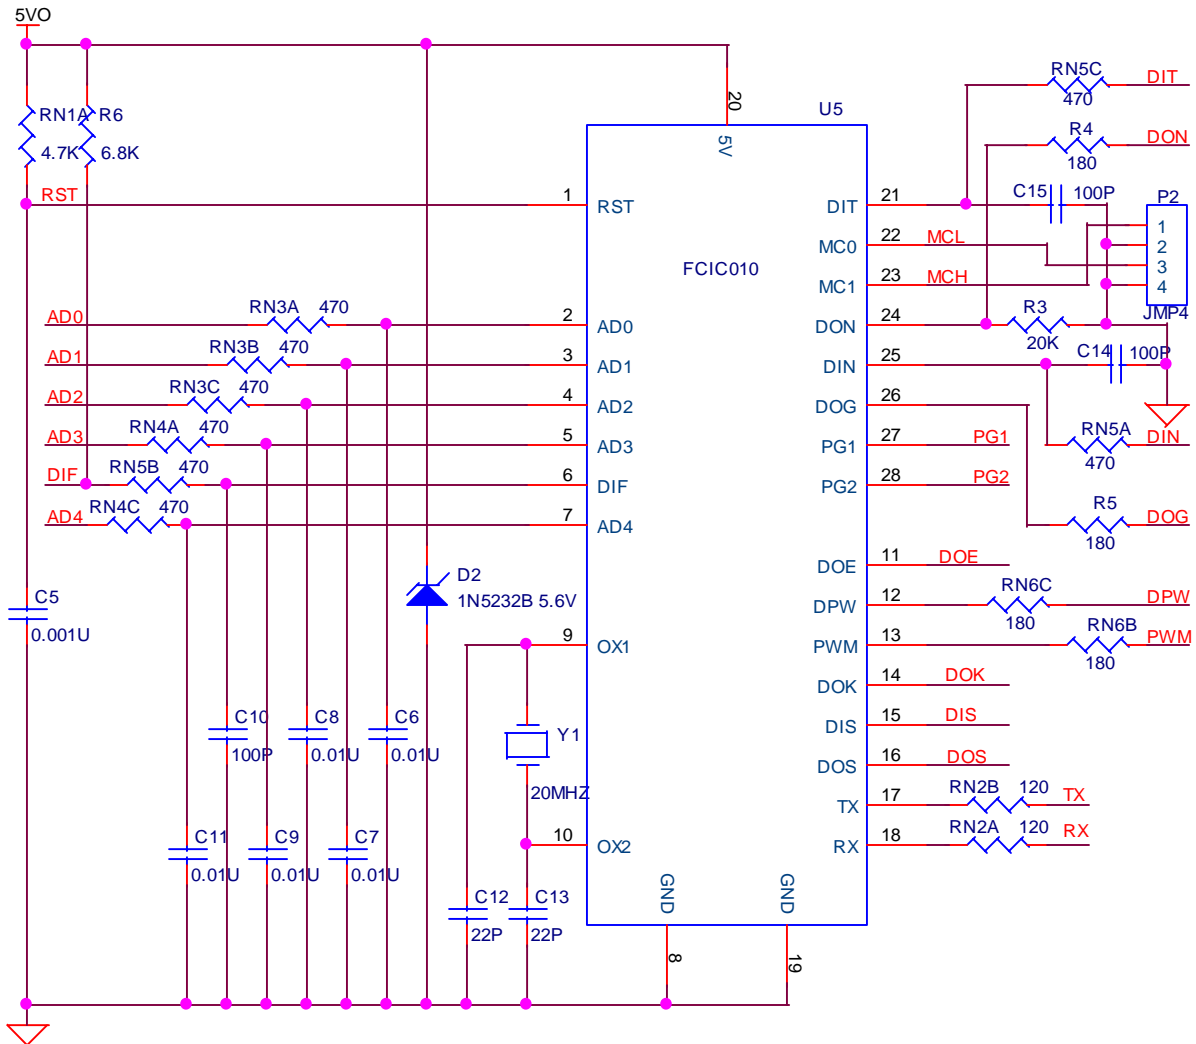 5VO
RN1A R6
4.7K 6.8K
RST
20
5V
U5
FCIC010
1 RST
2 AD0
3 AD1
4 AD2
5 AD3
6 DIF
7 AD4
9 OX1
10 OX2
GND
8
GND
19
DIT 21
MC0 22 MCL
MC1 23 MCH
DON 24
DIN 25
DOG 26
PG1 27 PG1
PG2 28 PG2
DOE 11 DOE
DPW 12
PWM 13
DOK 14 DOK
DIS 15 DIS
DOS 16 DOS
TX 17
RX 18
AD0 RN3A 470
AD1 RN3B 470
AD2 RN3C 470
AD3 RN4A 470
DIF RN5B 470
AD4 RN4C 470
C5
0.001U
D2
1N5232B 5.6V
C10
100P
C8
0.01U
C6
0.01U
C11
0.01U
C9
0.01U
C7
0.01U
Y1
20MHZ
C12
22P
C13
22P
RN5C DIT
470
R4 DON
180
C15 100P
P2
1
2
3
4
JMP4
R3
20K
C14 100P
RN5A DIN
470
R5 DOG
180
RN6C DPW
180
RN6B PWM
180
RN2B 120 TX
RN2A 120 RX